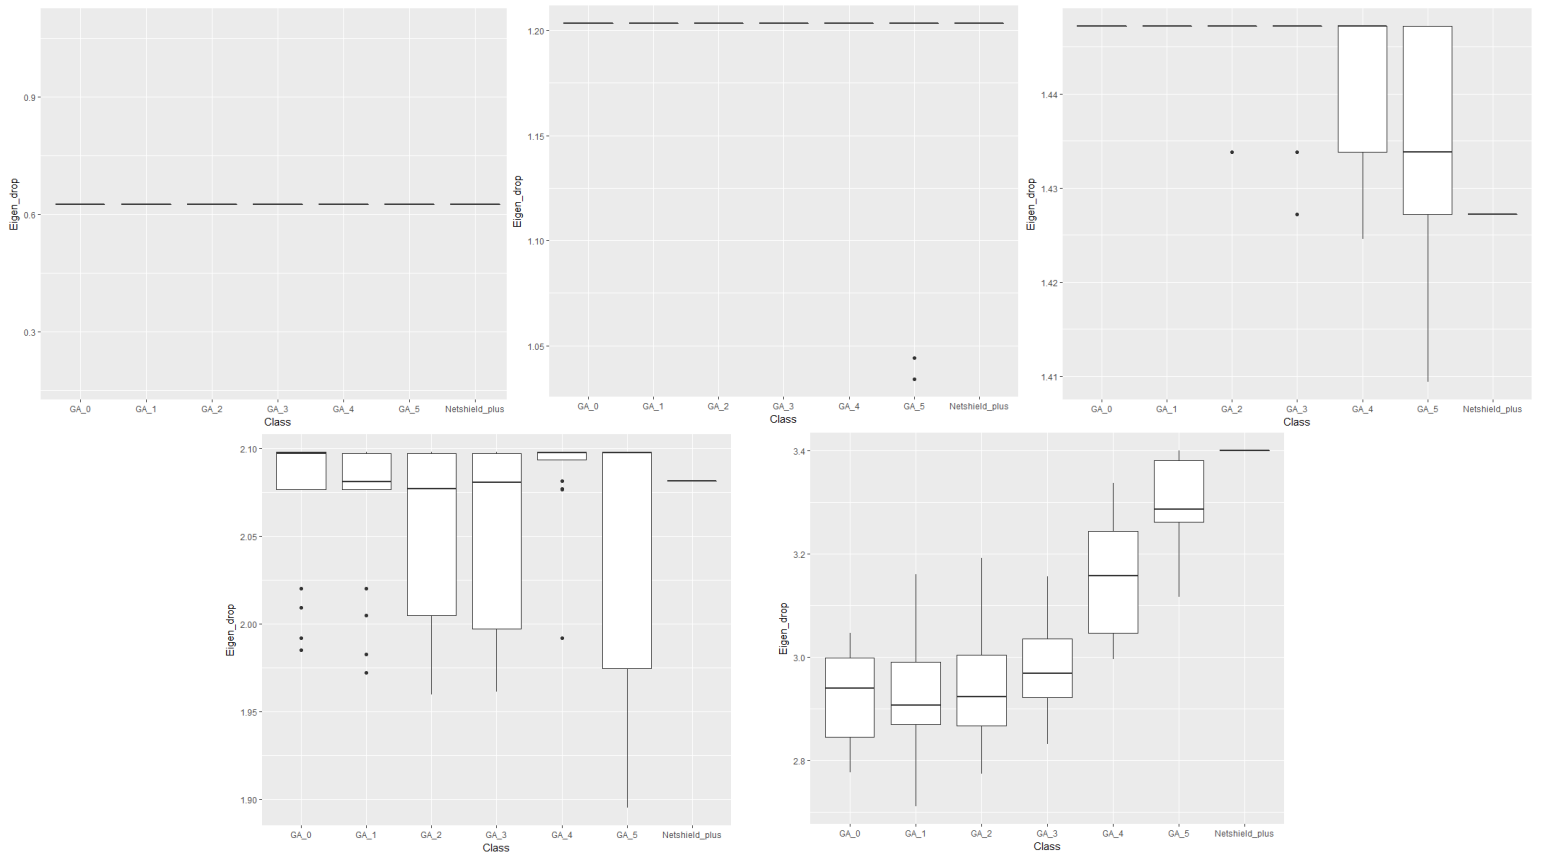 Eigen_drop
0.9
0.6
0.3
GA_0 GA_1 GA_2 GA_3 GA_4 GA_5 Netshield_plus
Class
Eigen_drop
1.20
1.15
1.10
1.05
GA_0 GA_1 GA_2 GA_3 GA_4 GA_5 Netshield_plus
Class
Eigen_drop
1.44
1.43
1.42
1.41
GA_0 GA_1 GA_2 GA_3 GA_4 GA_5 Netshield_plus
Class
Eigen_drop
2.10
2.05
2.00
1.95
1.90
GA_0 GA_1 GA_2 GA_3 GA_4 GA_5 Netshield_plus
Class
Eigen_drop
3.4
3.2
3.0
2.8
GA_0 GA_1 GA_2 GA_3 GA_4 GA_5 Netshield_plus
Class